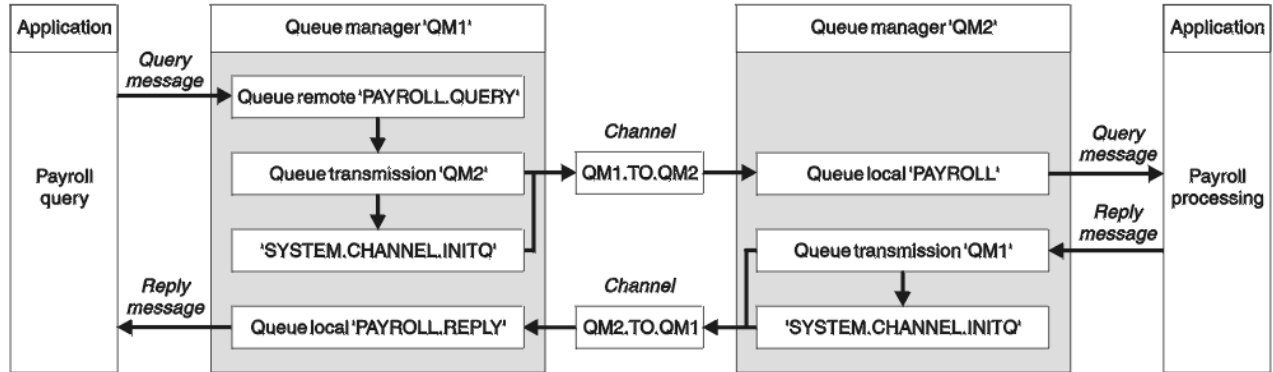 Application
Queue manager 'QM1'
Queue manager 'QM2'
Application
Query
message
Queue remote 'PAYROLL.QUERY'
Channel
Query
message
Payroll
query
Queue transmission 'QM2'
QM1.TO.QM2
Queue local 'PAYROLL'
Payroll
processing
Reply
message
'SYSTEM.CHANNEL.INITQ'
Queue transmission 'QM1'
Reply
message
Channel
Queue local 'PAYROLL.REPLY'
QM2.TO.QM1
'SYSTEM.CHANNEL.INITQ'